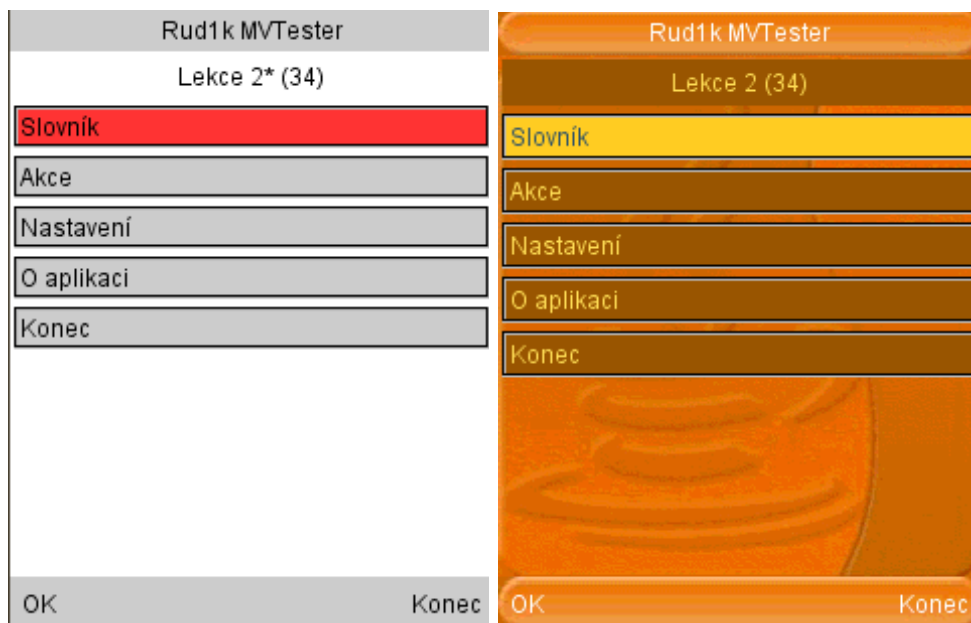 Rud1k MVTester
Lekce 2* (34)
Slovník
Akce
Nastavení
O aplikaci
Konec
OK Konec
Rud1k MVTester
Lekce 2 (34)
Slovník
Akce
Nastavení
O aplikaci
Konec
OK Konec